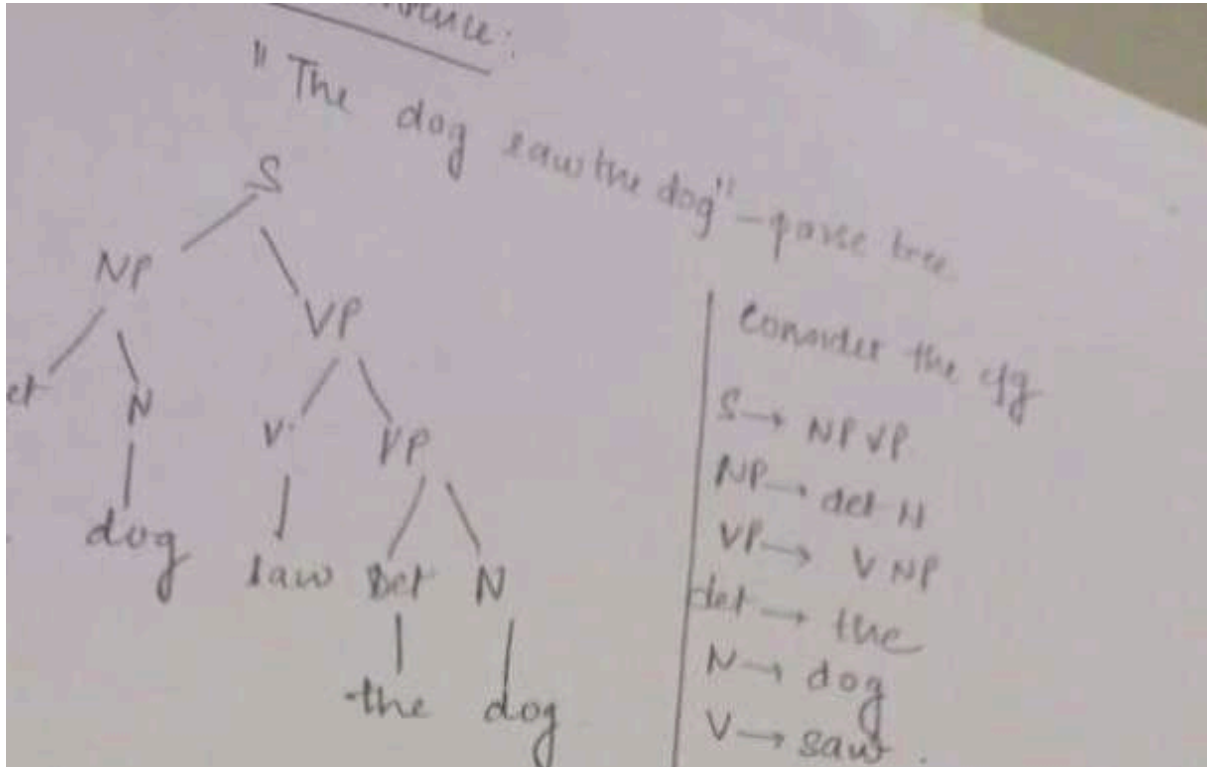 "The dog saw the dog" - parse tree.
S
NP
VP
et
N
V
VP
dog
saw Det N
the dog
Consider the cfg
S → NP VP
NP → det N
VP → V NP
det → the
N → dog
V → saw.